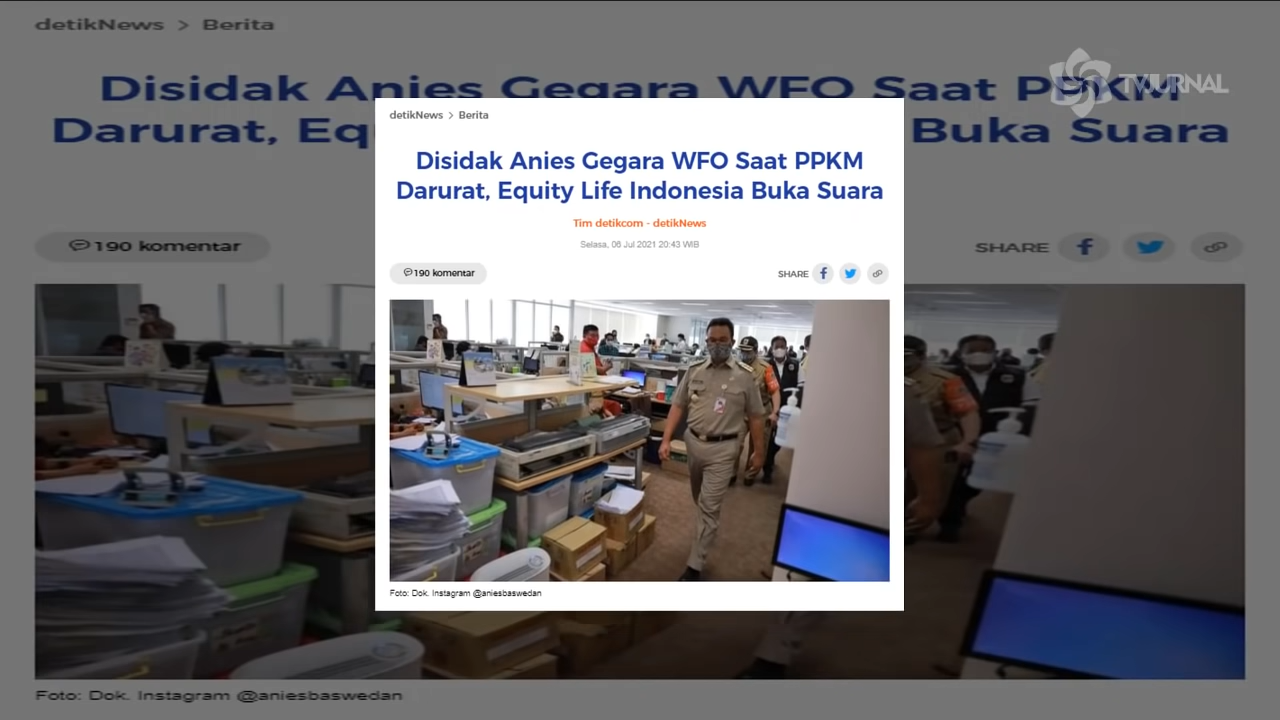 detikNews > Berita
Disidak Anies Gegara WFO Saat PPKM
Darurat, Eq Buka Suara
TVJURNAL
190 komentar
SHARE
Foto: Dok. Instagram @aniesbaswedan
detikNews > Berita
Disidak Anies Gegara WFO Saat PPKM
Darurat, Equity Life Indonesia Buka Suara
Tim detikcom - detikNews
Selasa, 06 Jul 2021 20:43 WIB
190 komentar
SHARE
Foto: Dok. Instagram @aniesbaswedan